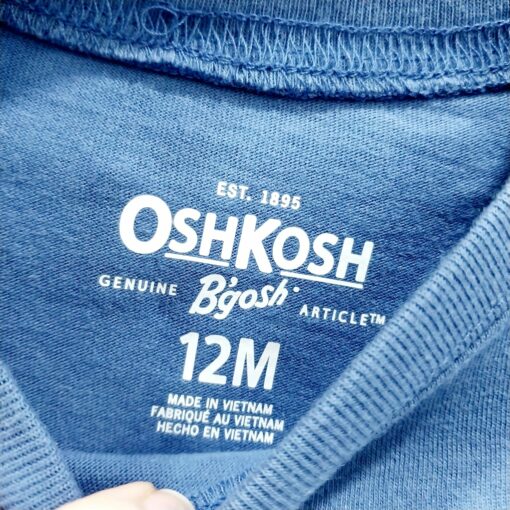 EST. 1895
OSHKOSH
GENUINE B'gosh ARTICLE™
12M
MADE IN VIETNAM
FABRIQUÉ AU VIETNAM
HECHO EN VIETNAM